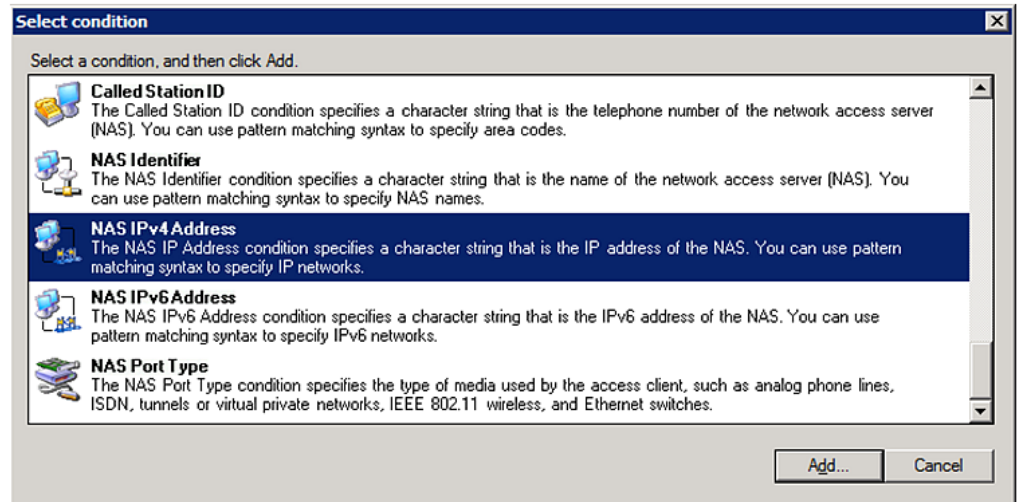 Select condition
Select a condition, and then click Add.
Called Station ID
The Called Station ID condition specifies a character string that is the telephone number of the network access server
(NAS). You can use pattern matching syntax to specify area codes.
NAS Identifier
The NAS Identifier condition specifies a character string that is the name of the network access server (NAS). You
can use pattern matching syntax to specify NAS names.
NAS IPv4 Address
The NAS IP Address condition specifies a character string that is the IP address of the NAS. You can use pattern
matching syntax to specify IP networks.
NAS IPv6 Address
The NAS IPv6 Address condition specifies a character string that is the IPv6 address of the NAS. You can use
pattern matching syntax to specify IPv6 networks.
NAS Port Type
The NAS Port Type condition specifies the type of media used by the access client, such as analog phone lines,
ISDN, tunnels or virtual private networks, IEEE 802.11 wireless, and Ethernet switches.
Add... Cancel